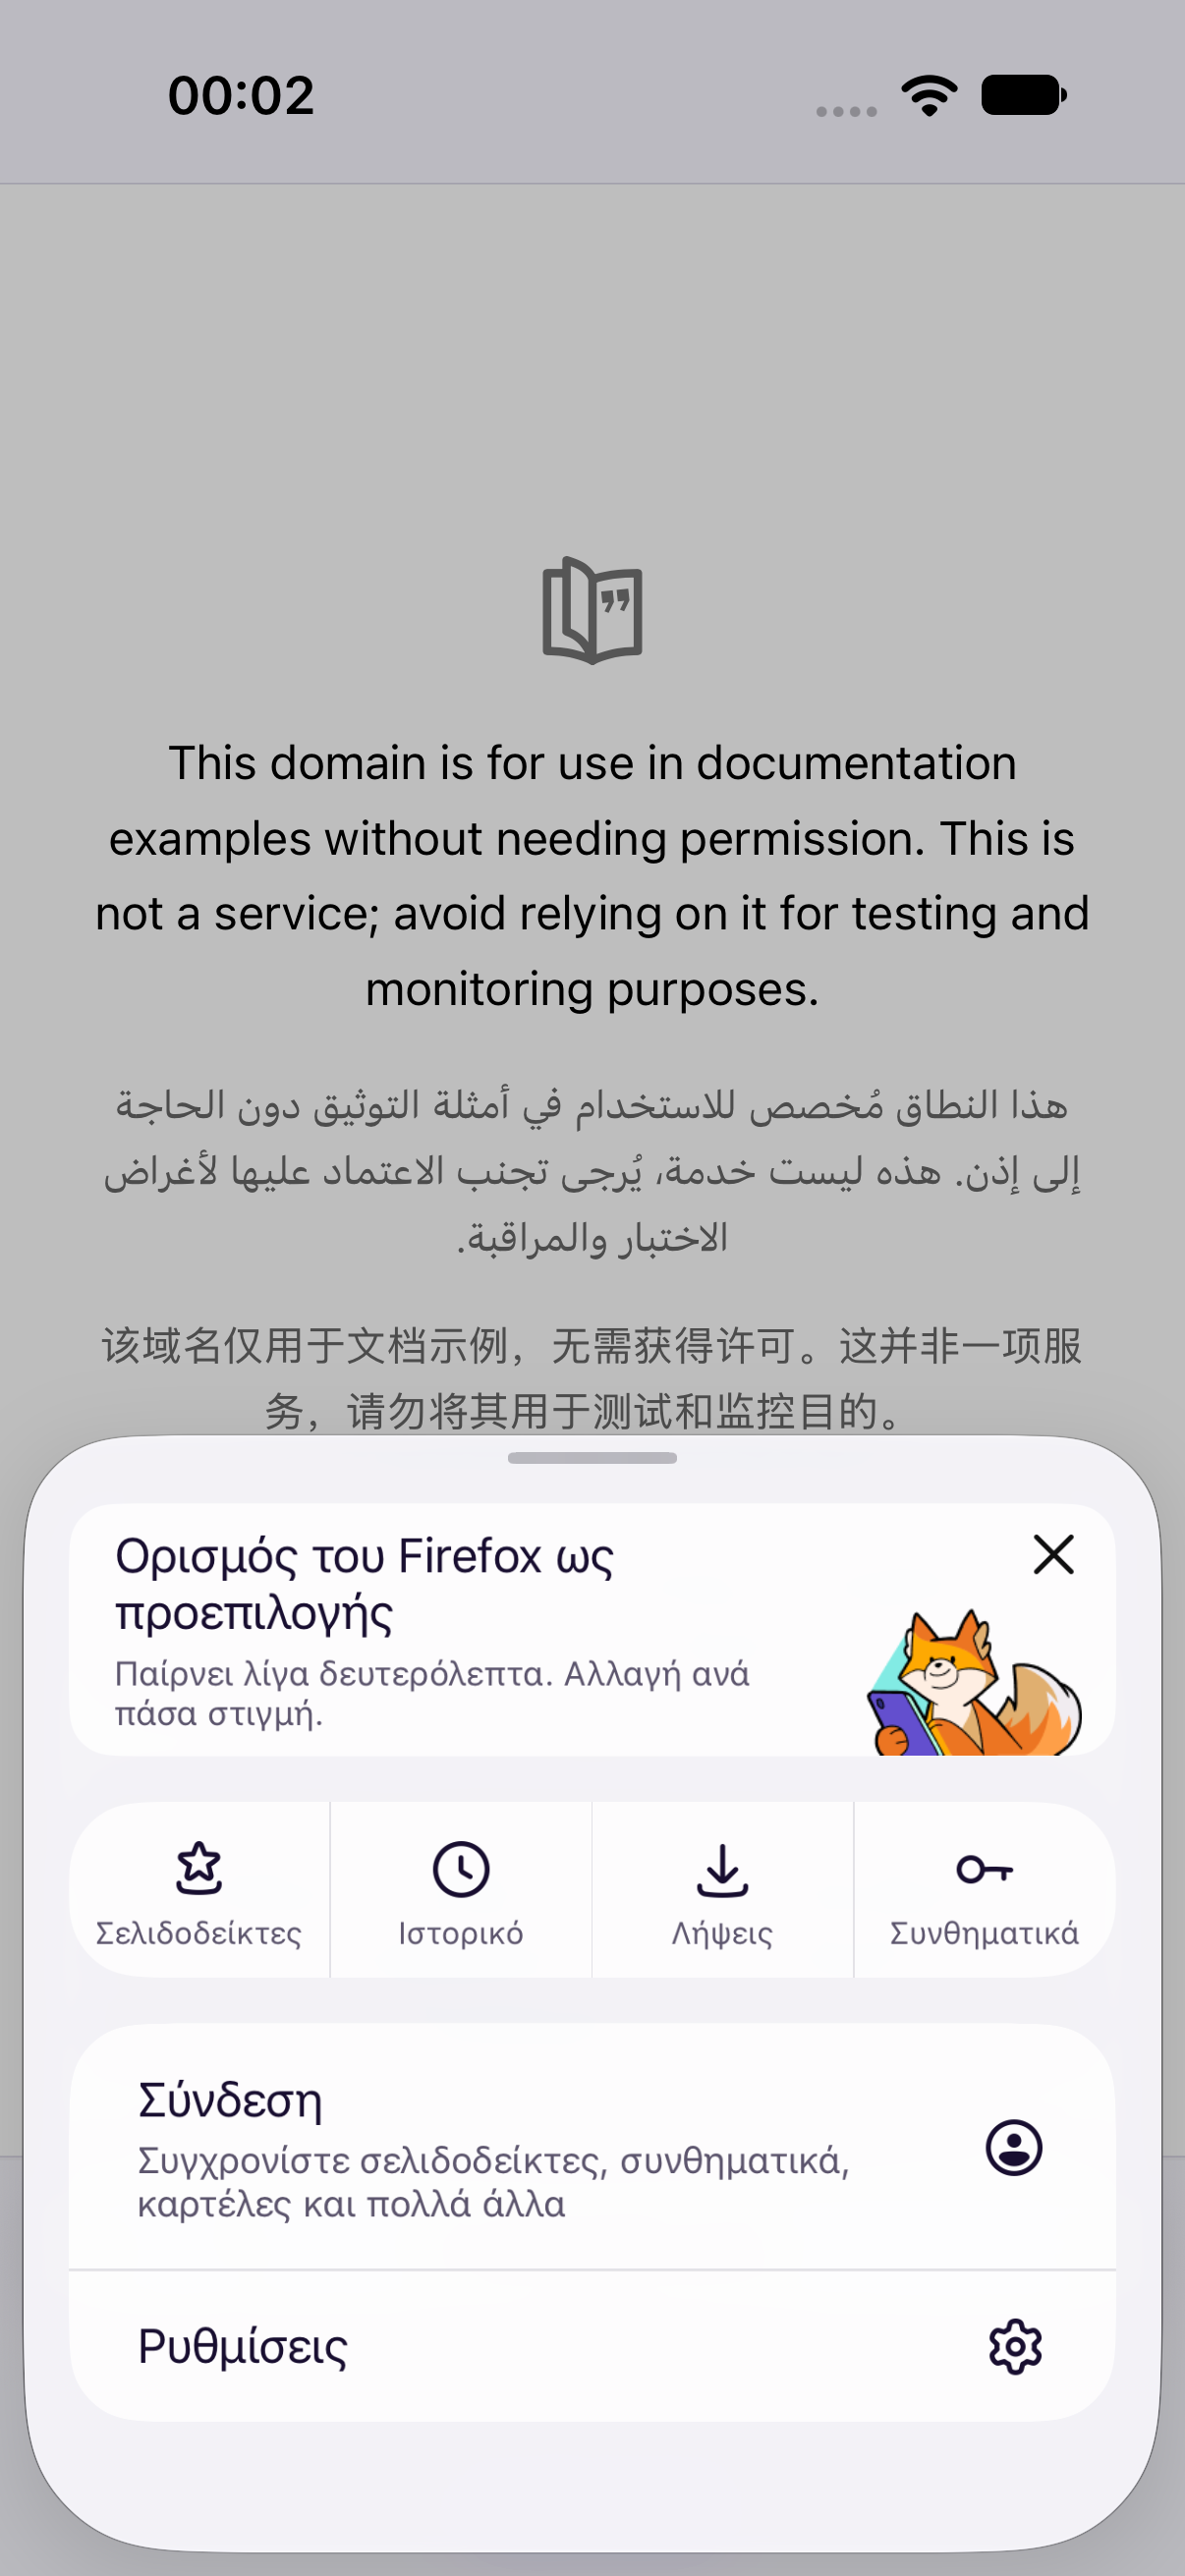 00:02
This domain is for use in documentation
examples without needing permission. This is
not a service; avoid relying on it for testing and
monitoring purposes.
هذا النطاق مُخصص للاستخدام في أمثلة التوثيق دون الحاجة
إلى إذن. هذه ليست خدمة، يُرجى تجنب الاعتماد عليها لأغراض
الاختبار والمراقبة.
该域名仅用于文档示例，无需获得许可。这并非一项服
务，请勿将其用于测试和监控目的。
Ορισμός του Firefox ως
προεπιλογής
Παίρνει λίγα δευτερόλεπτα. Αλλαγή ανά
πάσα στιγμή.
Σελιδοδείκτες
Ιστορικό
Λήψεις
Συνθηματικά
Σύνδεση
Συγχρονίστε σελιδοδείκτες, συνθηματικά,
καρτέλες και πολλά άλλα
Ρυθμίσεις